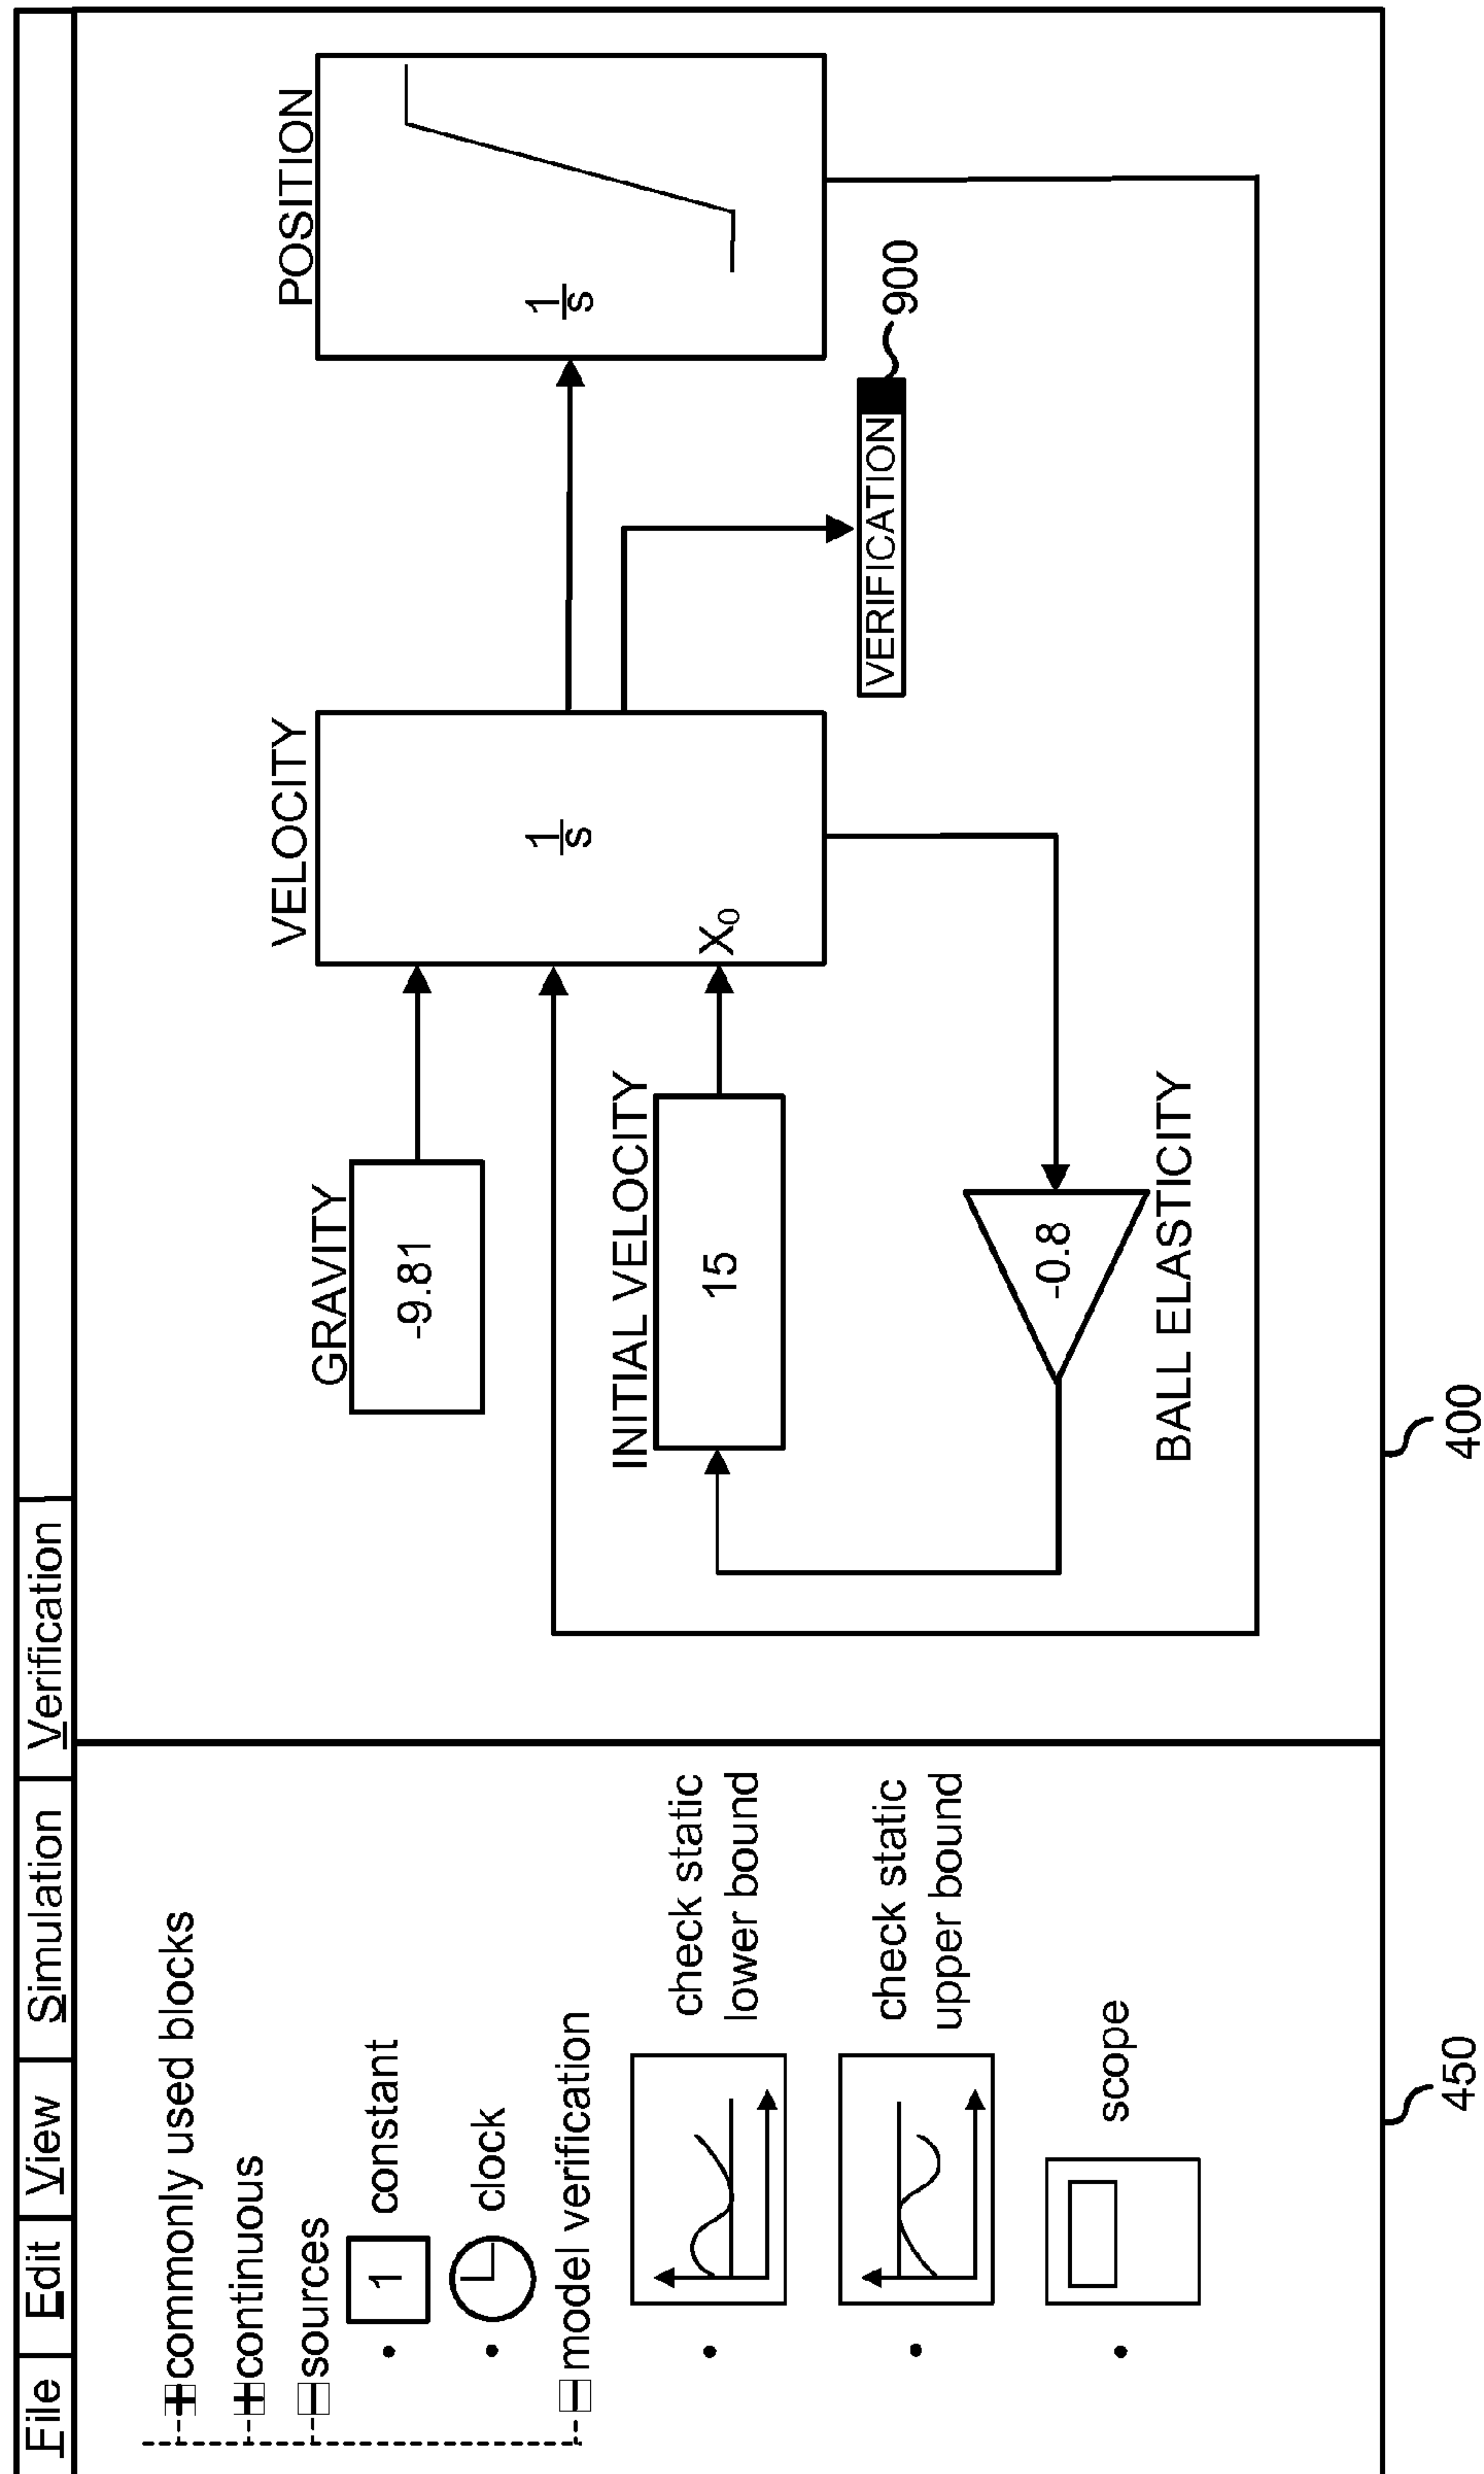 File Edit View Simulation Verification
commonly used blocks
continuous
sources
1 constant
clock
model verification
check static
lower bound
check static
upper bound
scope
450
GRAVITY
-9.81
INITIAL VELOCITY
15
-0.8
BALL ELASTICITY
VELOCITY
1
s
X0
POSITION
1
s
VERIFICATION
900
400